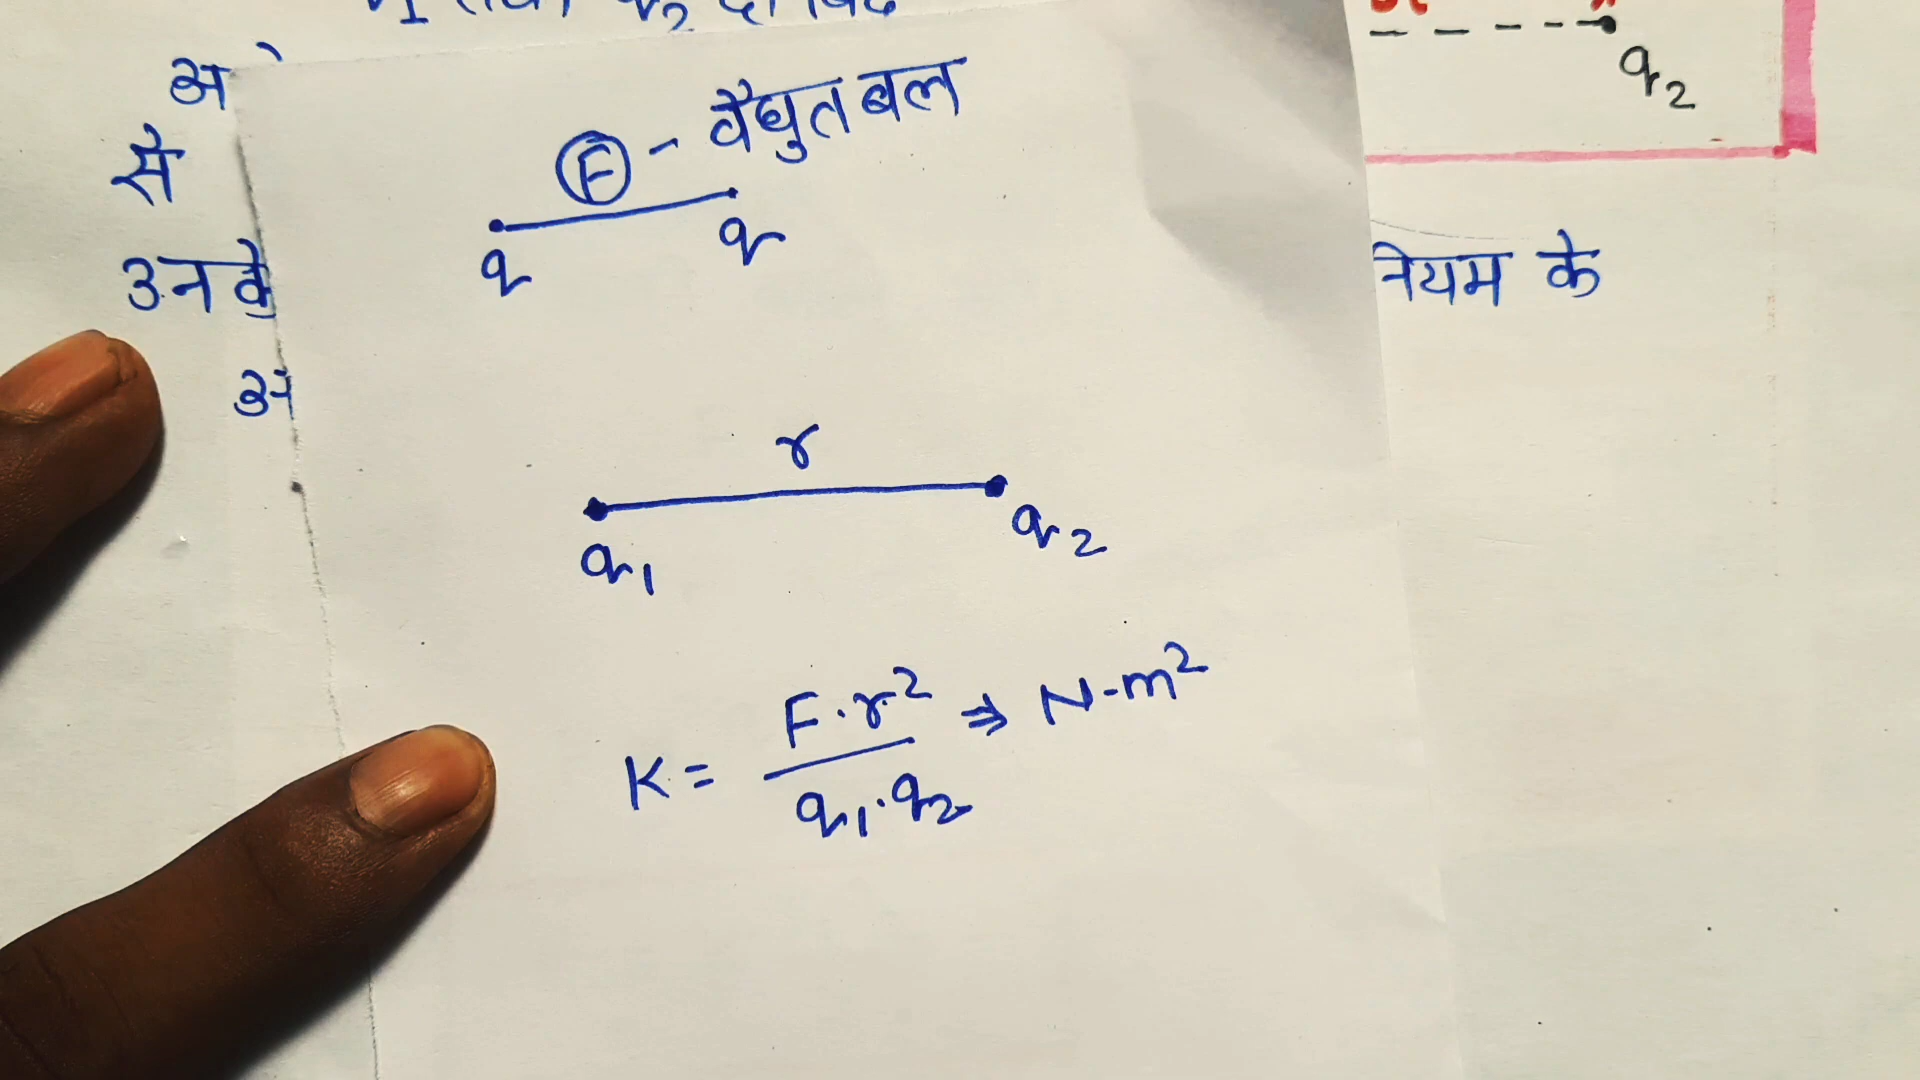 q₂
अ
Ⓕ - वैधुत बल
से
q q
उनके
नियम के
r
q₁ q₂
K = F·r² / q₁·q₂ ⇒ N-m²